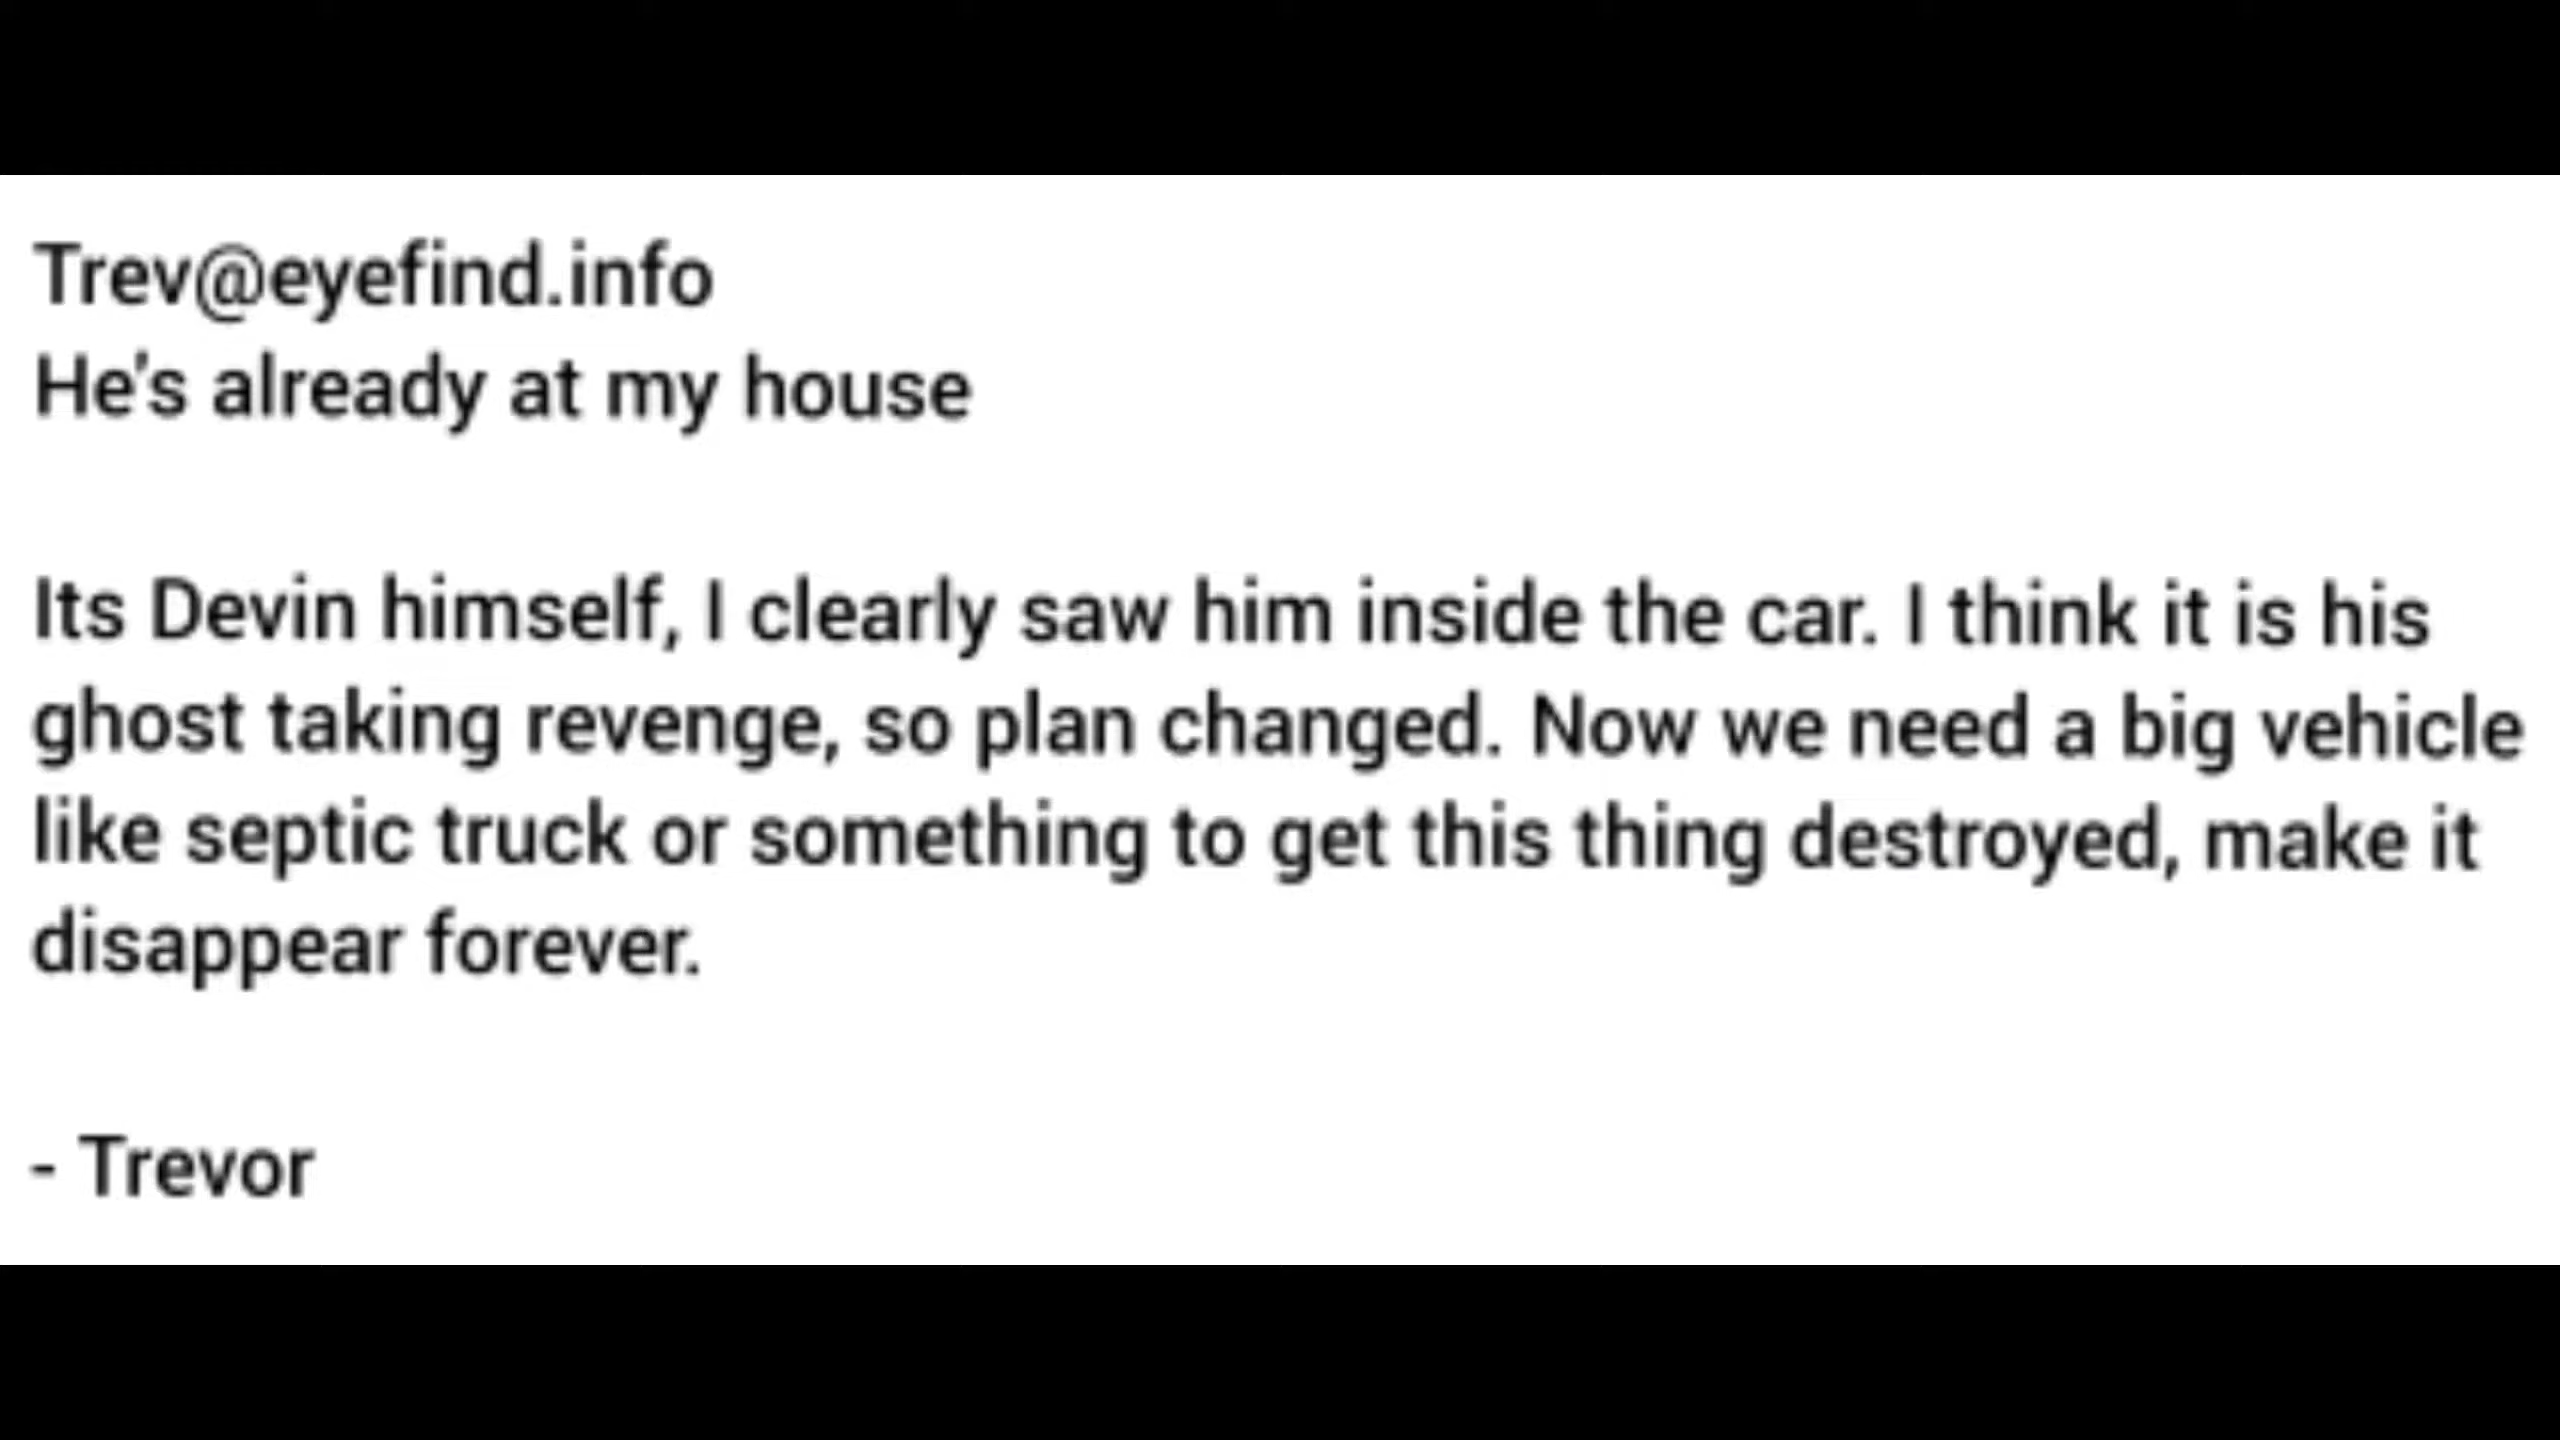 Trev@eyefind.info
He's already at my house
Its Devin himself, I clearly saw him inside the car. I think it is his
ghost taking revenge, so plan changed. Now we need a big vehicle
like septic truck or something to get this thing destroyed, make it
disappear forever.
- Trevor